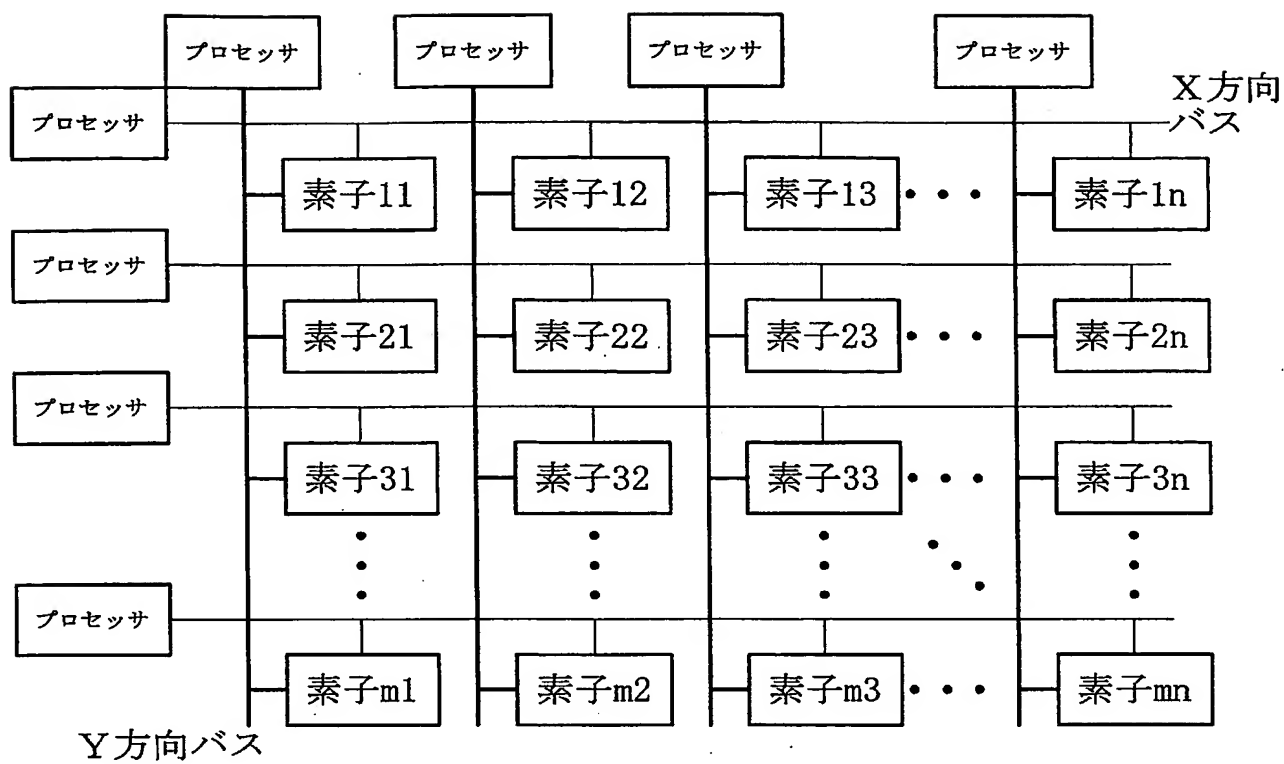 プロセッサ
プロセッサ
プロセッサ
プロセッサ
プロセッサ
X方向
バス
素子11
素子12
素子13
素子1n
プロセッサ
素子21
素子22
素子23
素子2n
プロセッサ
素子31
素子32
素子33
素子3n
プロセッサ
素子m1
素子m2
素子m3
素子mn
Y方向バス